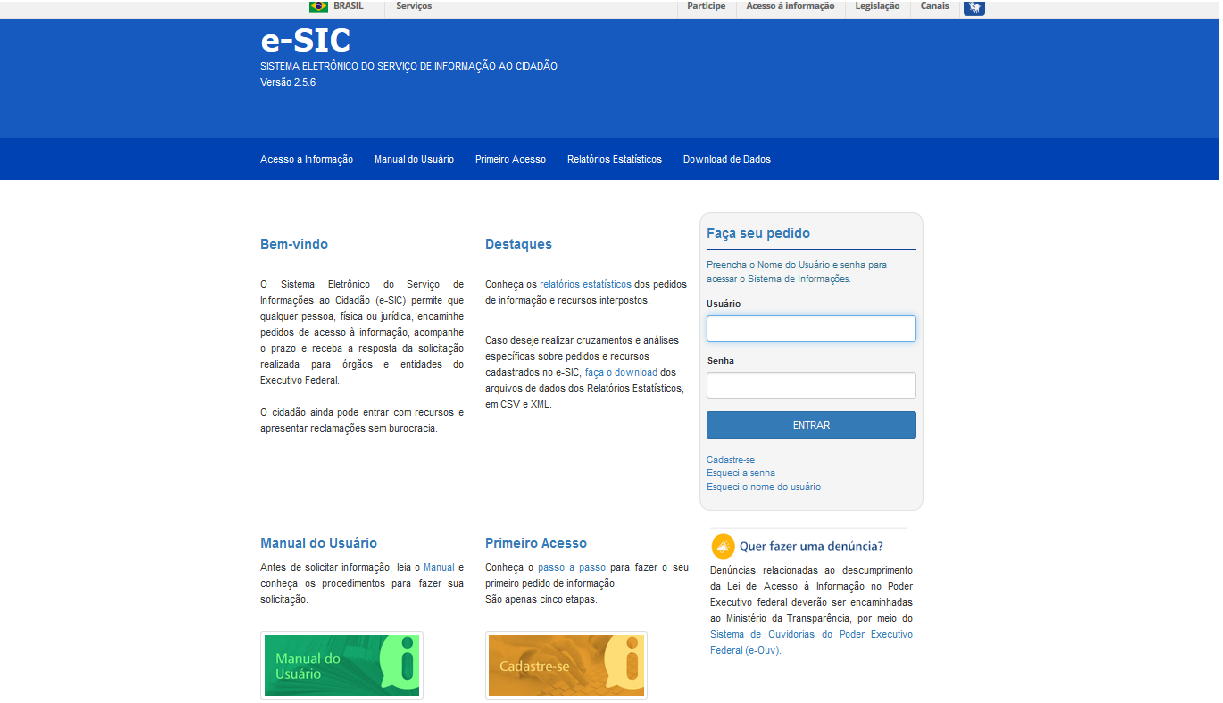 BRASIL
Serviços
Participe
Acesso à informação
Legislação
Canais
e-SIC
SISTEMA ELETRÔNICO DO SERVIÇO DE INFORMAÇÃO AO CIDADÃO
Versão 2.5.6
Acesso a Informação
Manual do Usuário
Primeiro Acesso
Relatórios Estatísticos
Download de Dados
Bem-vindo
O Sistema Eletrônico do Serviço de
Informações ao Cidadão (e-SIC) permite que
qualquer pessoa, física ou jurídica, encaminhe
pedidos de acesso à informação, acompanhe
o prazo e receba a resposta da solicitação
realizada para órgãos e entidades do
Executivo Federal.
O cidadão ainda pode entrar com recursos e
apresentar reclamações sem burocracia.
Destaques
Conheça os relatórios estatísticos dos pedidos
de informação e recursos interpostos
Caso deseje realizar cruzamentos e análises
específicas sobre pedidos e recursos
cadastrados no e-SIC, faça o download dos
arquivos de dados dos Relatórios Estatísticos,
em CSV e XML.
Faça seu pedido
Preencha o Nome do Usuário e senha para
acessar o Sistema de Informações.
Usuário
Senha
ENTRAR
Cadastre-se
Esqueci a senha
Esqueci o nome do usuário
Manual do Usuário
Antes de solicitar informação leia o Manual e
conheça os procedimentos para fazer sua
solicitação.
Manual do
Usuário
Primeiro Acesso
Conheça o passo a passo para fazer o seu
primeiro pedido de informação
São apenas cinco etapas.
Cadastre-se
Quer fazer uma denúncia?
Denúncias relacionadas ao descumprimento
da Lei de Acesso à Informação no Poder
Executivo federal deverão ser encaminhadas
ao Ministério da Transparência, por meio do
Sistema de Ouvidorias do Poder Executivo
Federal (e-Ouv).